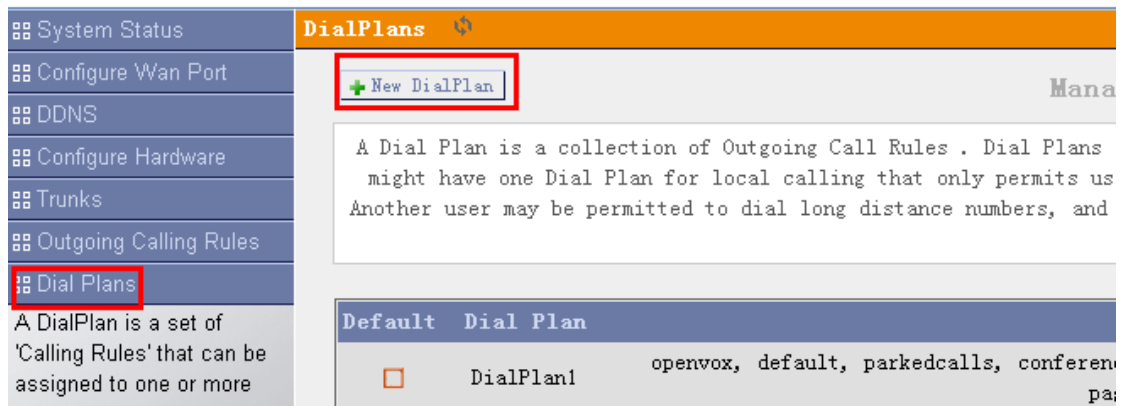 System Status
Configure Wan Port
DDNS
Configure Hardware
Trunks
Outgoing Calling Rules
Dial Plans
A DialPlan is a set of
'Calling Rules' that can be
assigned to one or more
DialPlans
New DialPlan
Mana
A Dial Plan is a collection of Outgoing Call Rules . Dial Plans
might have one Dial Plan for local calling that only permits us
Another user may be permitted to dial long distance numbers, and
Default Dial Plan
DialPlan1 openvox, default, parkedcalls, conferen
pa